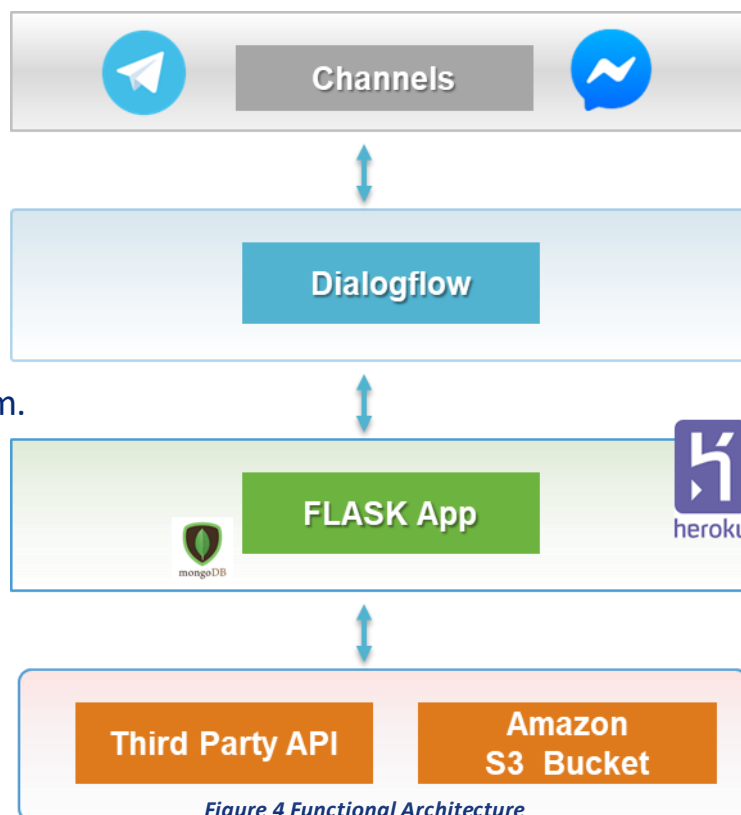 Channels
Dialogflow
m.
FLASK App
mongoDB
heroku
Third Party API
Amazon
S3 Bucket
Figure 4 Functional Architecture